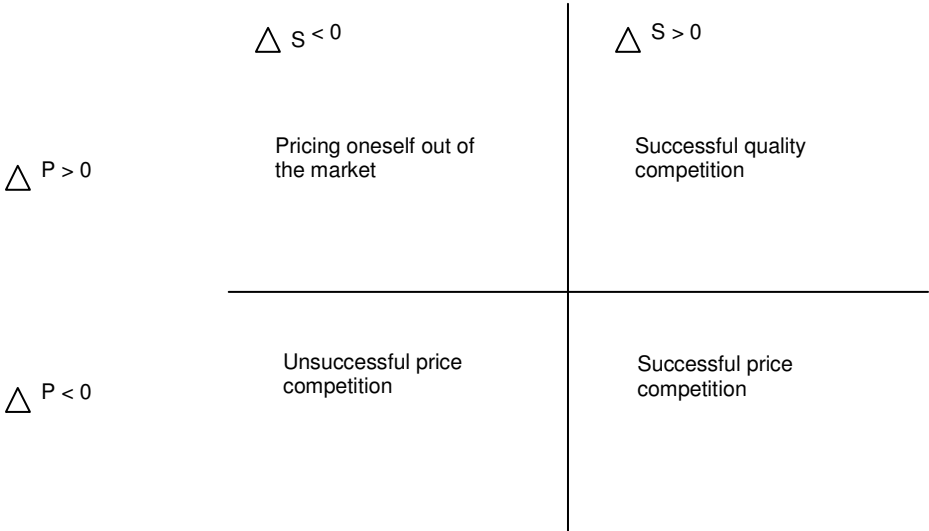 △ S < 0
△ S > 0
△ P > 0
Pricing oneself out of
the market
Successful quality
competition
△ P < 0
Unsuccessful price
competition
Successful price
competition